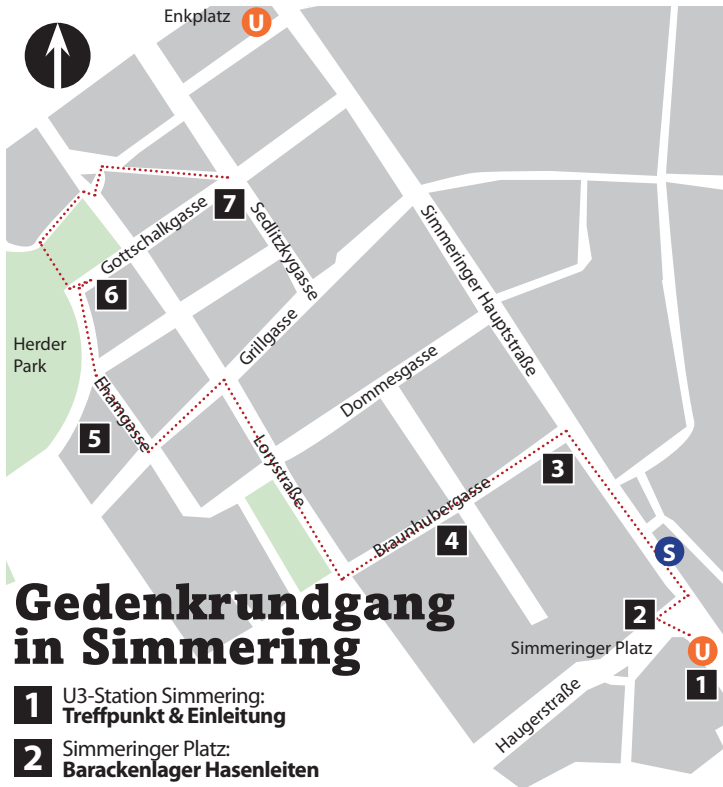 Enkplatz
U
7
Sedlitzkygasse
Gottschalkgasse
Simmeringer Hauptstraße
6
Grillgasse
Herder
Park
Dommesgasse
Ehamgasse
5
Lorystraße
3
Braunhubergasse
4
S
Gedenkrundgang
in Simmering
2
Simmeringer Platz
U
1
Haugerstraße
1 U3-Station Simmering:
Treffpunkt & Einleitung
2 Simmeringer Platz:
Barackenlager Hasenleiten